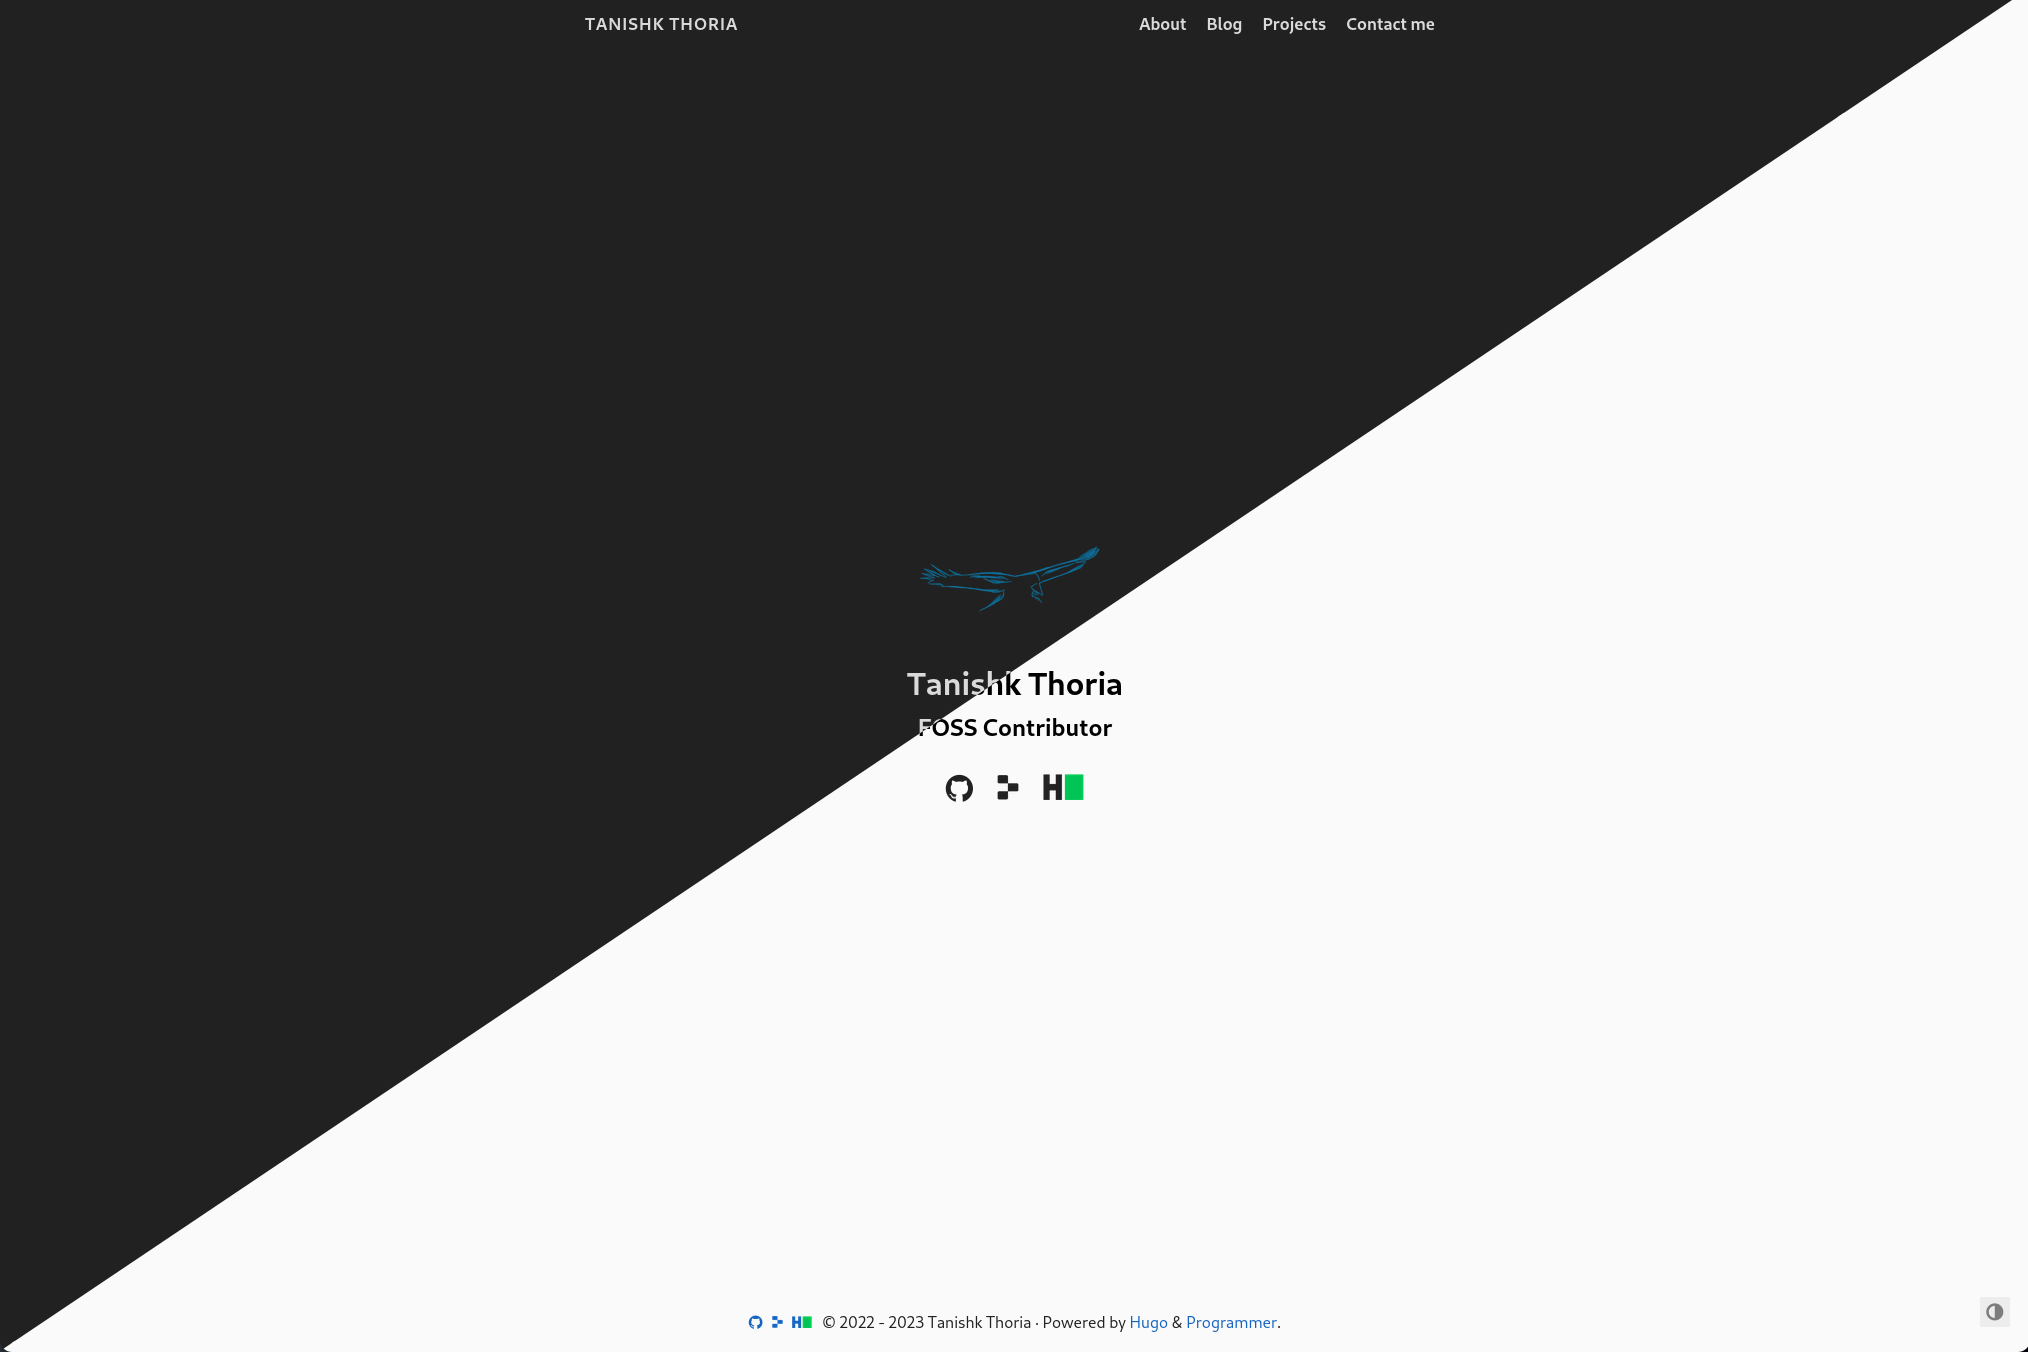 TANISHK THORIA
About Blog Projects Contact me
Tanishk Thoria
FOSS Contributor
H
H © 2022 - 2023 Tanishk Thoria · Powered by Hugo & Programmer.